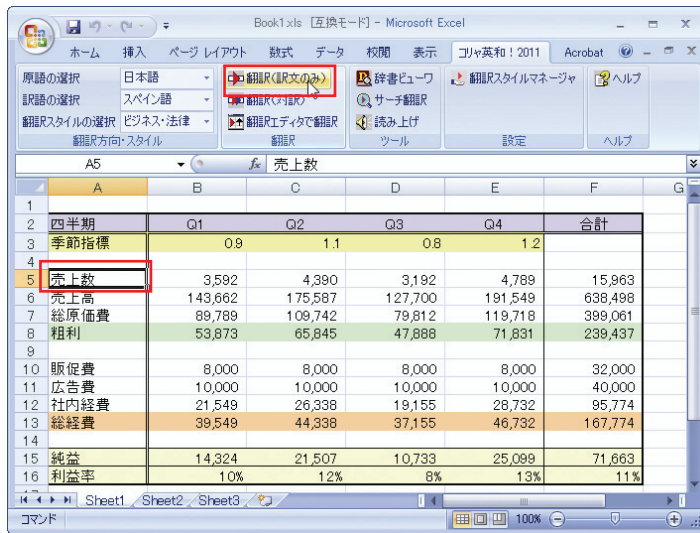 Book1.xls [互換モード] - Microsoft Excel
ホーム 挿入 ページ レイアウト 数式 データ 校閲 表示 コリャ英和!2011 Acrobat
原語の選択 日本語 翻訳(訳文のみ) 辞書ビューワ 翻訳スタイルマネージャ ヘルプ
訳語の選択 スペイン語 翻訳(対訳) サーチ翻訳
翻訳スタイルの選択 ビジネス・法律 翻訳エディタで翻訳 読み上げ
翻訳方向・スタイル 翻訳 ツール 設定 ヘルプ
A5 fx 売上数
A B C D E F G
1
2 四半期 Q1 Q2 Q3 Q4 合計
3 季節指標 0.9 1.1 0.8 1.2
4
5 売上数 3,592 4,390 3,192 4,789 15,963
6 売上高 143,662 175,587 127,700 191,549 638,498
7 総原価費 89,789 109,742 79,812 119,718 399,061
8 粗利 53,873 65,845 47,888 71,831 239,437
9
10 販促費 8,000 8,000 8,000 8,000 32,000
11 広告費 10,000 10,000 10,000 10,000 40,000
12 社内経費 21,549 26,338 19,155 28,732 95,774
13 総経費 39,549 44,338 37,155 46,732 167,774
14
15 純益 14,324 21,507 10,733 25,099 71,663
16 利益率 10% 12% 8% 13% 11%
Sheet1 Sheet2 Sheet3
コマンド 100%